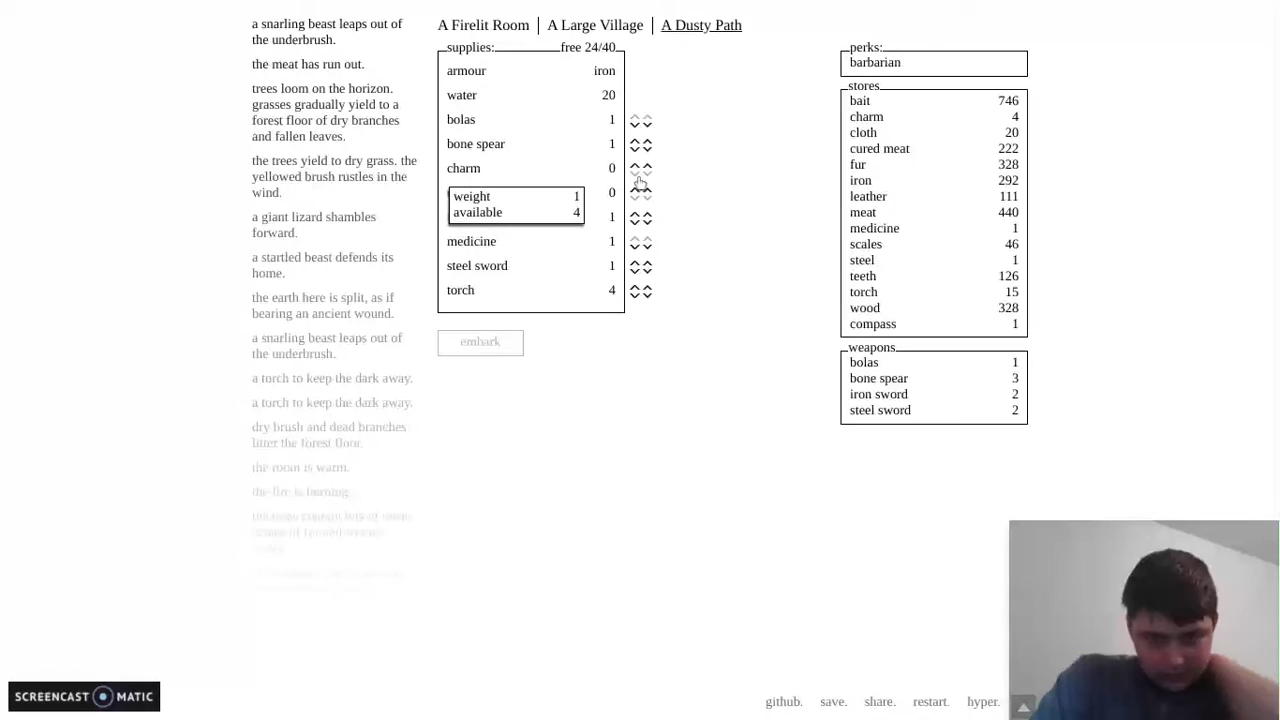 a snarling beast leaps out of
the underbrush.
the meat has run out.
trees loom on the horizon.
grasses gradually yield to a
forest floor of dry branches
and fallen leaves.
the trees yield to dry grass. the
yellowed brush rustles in the
wind.
a giant lizard shambles
forward.
a startled beast defends its
home.
the earth here is split, as if
bearing an ancient wound.
a snarling beast leaps out of
the underbrush.
a torch to keep the dark away.
a torch to keep the dark away.
dry brush and dead branches
litter the forest floor.
the room is warm.
the fire is burning.
A Firelit Room | A Large Village | A Dusty Path
supplies: free 24/40
armour iron
water 20
bolas 1
bone spear 1
charm 0
0
weight 1
available 4
1
medicine 1
steel sword 1
torch 4
embark
perks:
barbarian
stores
bait 746
charm 4
cloth 20
cured meat 222
fur 328
iron 292
leather 111
meat 440
medicine 1
scales 46
steel 1
teeth 126
torch 15
wood 328
compass 1
weapons
bolas 1
bone spear 3
iron sword 2
steel sword 2
SCREENCAST MATIC
github. save. share. restart. hyper.